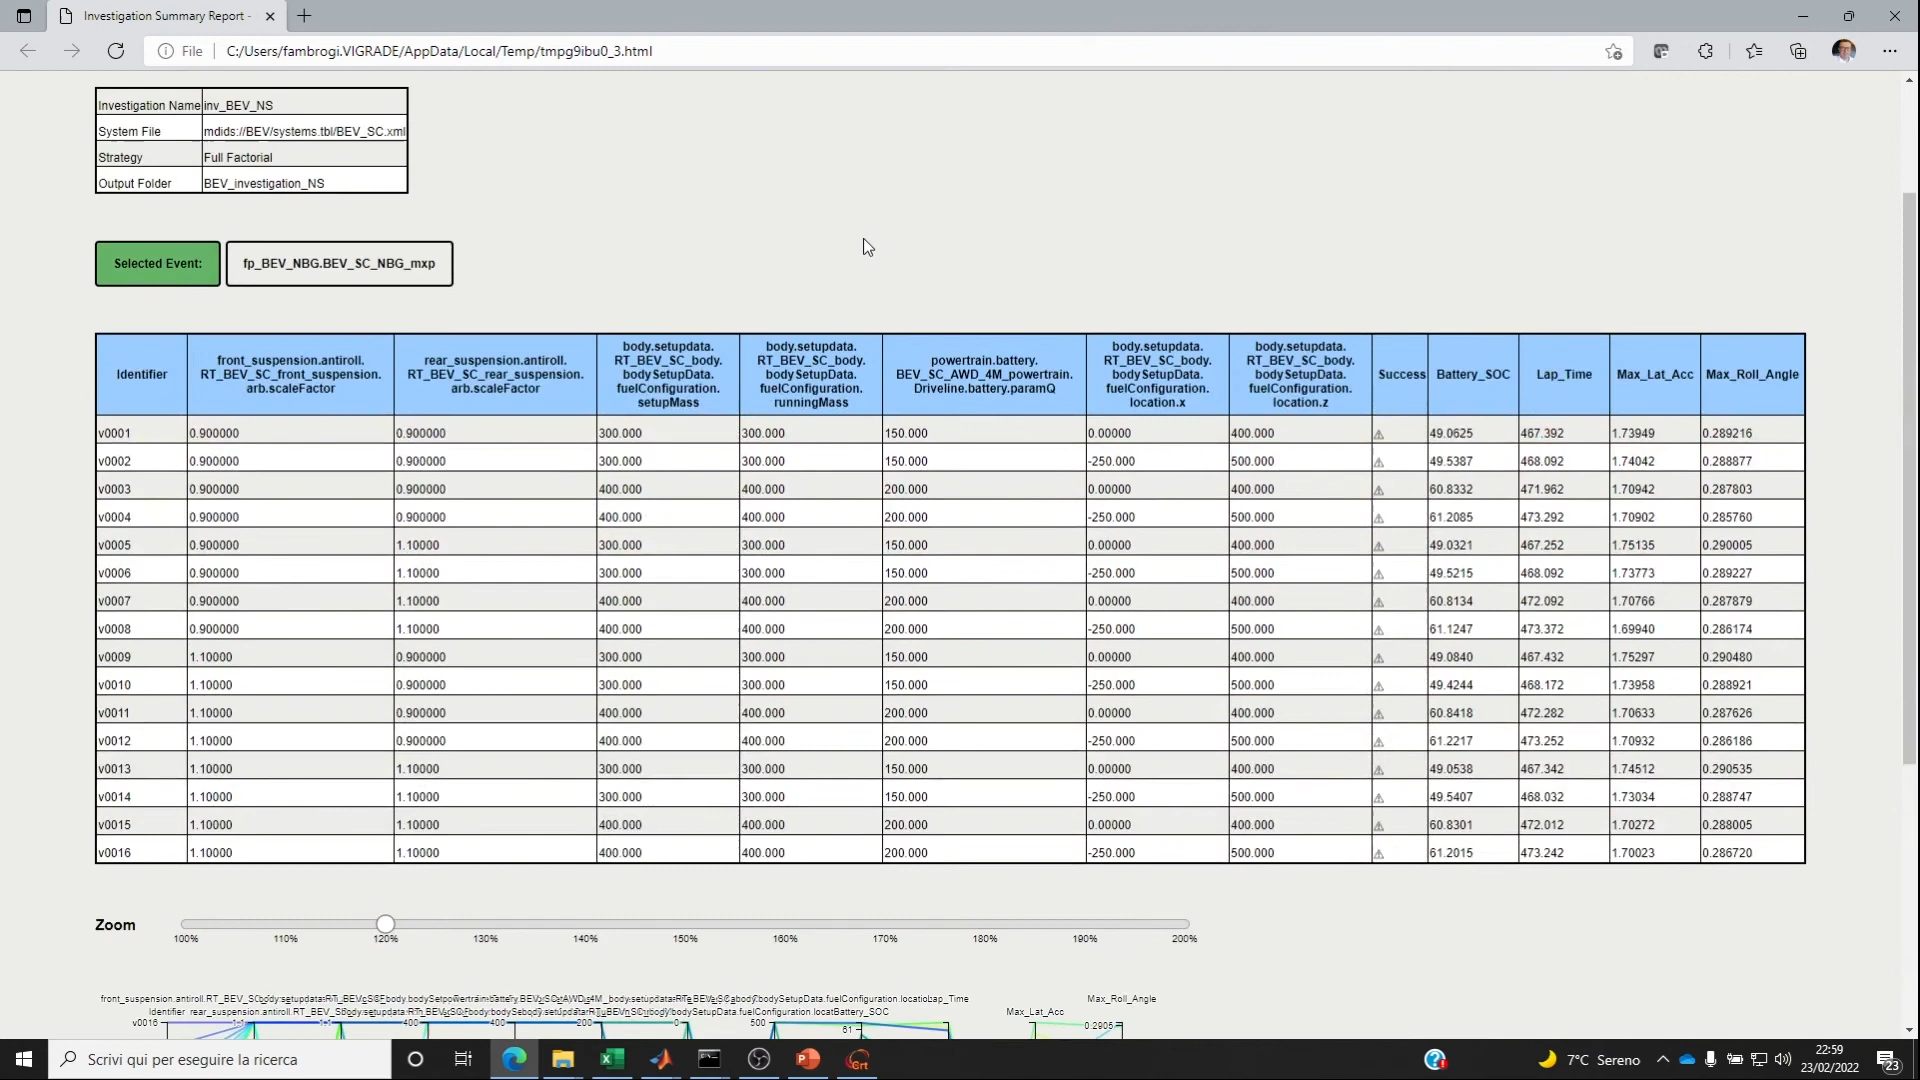 Investigation Summary Report -
File C:/Users/fambrogi.VIGRADE/AppData/Local/Temp/tmpg9ibu0_3.html
Investigation Name inv_BEV_NS
System File mdids://BEV/systems.tbl/BEV_SC.xml
Strategy Full Factorial
Output Folder BEV_investigation_NS
Selected Event: fp_BEV_NBG.BEV_SC_NBG_mxp
Identifier front_suspension.antiroll.RT_BEV_SC_front_suspension.arb.scaleFactor rear_suspension.antiroll.RT_BEV_SC_rear_suspension.arb.scaleFactor body.setupdata.RT_BEV_SC_body.bodySetupData.fuelConfiguration.setupMass body.setupdata.RT_BEV_SC_body.bodySetupData.fuelConfiguration.runningMass powertrain.battery.BEV_SC_AWD_4M_powertrain.Driveline.battery.paramQ body.setupdata.RT_BEV_SC_body.bodySetupData.fuelConfiguration.location.x body.setupdata.RT_BEV_SC_body.bodySetupData.fuelConfiguration.location.z Success Battery_SOC Lap_Time Max_Lat_Acc Max_Roll_Angle
v0001 0.900000 0.900000 300.000 300.000 150.000 0.00000 400.000 ⚠ 49.0625 467.392 1.73949 0.289216
v0002 0.900000 0.900000 300.000 300.000 150.000 -250.000 500.000 ⚠ 49.5387 468.092 1.74042 0.288877
v0003 0.900000 0.900000 400.000 400.000 200.000 0.00000 400.000 ⚠ 60.8332 471.962 1.70942 0.287803
v0004 0.900000 0.900000 400.000 400.000 200.000 -250.000 500.000 ⚠ 61.2085 473.292 1.70902 0.285760
v0005 0.900000 1.10000 300.000 300.000 150.000 0.00000 400.000 ⚠ 49.0321 467.252 1.75135 0.290005
v0006 0.900000 1.10000 300.000 300.000 150.000 -250.000 500.000 ⚠ 49.5215 468.092 1.73773 0.289227
v0007 0.900000 1.10000 400.000 400.000 200.000 0.00000 400.000 ⚠ 60.8134 472.092 1.70766 0.287879
v0008 0.900000 1.10000 400.000 400.000 200.000 -250.000 500.000 ⚠ 61.1247 473.372 1.69940 0.286174
v0009 1.10000 0.900000 300.000 300.000 150.000 0.00000 400.000 ⚠ 49.0840 467.432 1.75297 0.290480
v0010 1.10000 0.900000 300.000 300.000 150.000 -250.000 500.000 ⚠ 49.4244 468.172 1.73958 0.288921
v0011 1.10000 0.900000 400.000 400.000 200.000 0.00000 400.000 ⚠ 60.8418 472.282 1.70633 0.287626
v0012 1.10000 0.900000 400.000 400.000 200.000 -250.000 500.000 ⚠ 61.2217 473.252 1.70932 0.286186
v0013 1.10000 1.10000 300.000 300.000 150.000 0.00000 400.000 ⚠ 49.0538 467.342 1.74512 0.290535
v0014 1.10000 1.10000 300.000 300.000 150.000 -250.000 500.000 ⚠ 49.5407 468.032 1.73034 0.288747
v0015 1.10000 1.10000 400.000 400.000 200.000 0.00000 400.000 ⚠ 60.8301 472.012 1.70272 0.288005
v0016 1.10000 1.10000 400.000 400.000 200.000 -250.000 500.000 ⚠ 61.2015 473.242 1.70023 0.286720
Zoom
100% 110% 120% 130% 140% 150% 160% 170% 180% 190% 200%
front_suspension.antiroll.RT_BEV_ Lap_Time Max_Roll_Angle
Identifier rear_suspension.antiroll.RT_BEV_ Max_Lat_Acc
v0016 1.1 1.1 400 400 200 0 500 61 0.2905
Scrivi qui per eseguire la ricerca
Crt
7°C Sereno
22:59
23/02/2022
23